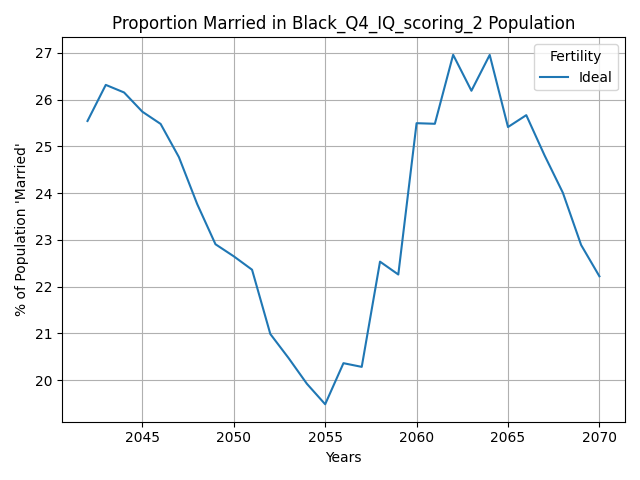 Proportion Married in Black_Q4_IQ_scoring_2 Population
Fertility
Ideal
% of Population 'Married'
27
26
25
24
23
22
21
20
2045 2050 2055 2060 2065 2070
Years